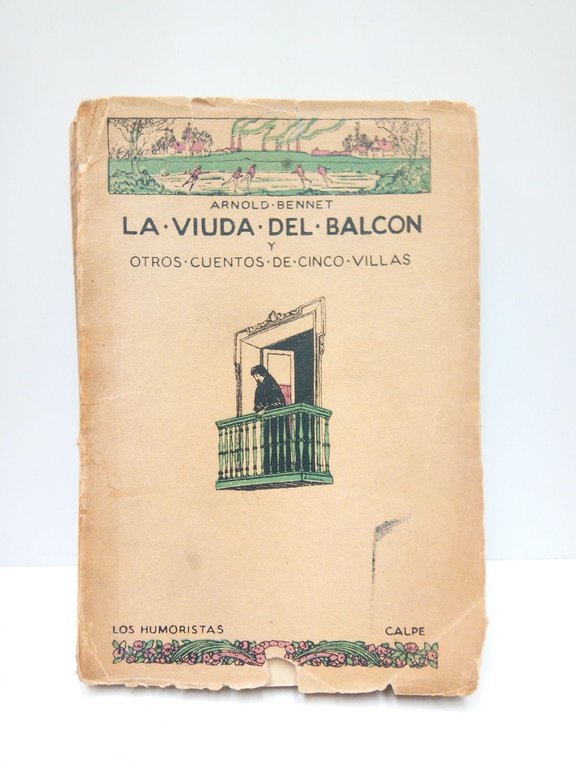 ARNOLD·BENNET
LA·VIUDA·DEL·BALCON
Y
OTROS·CUENTOS·DE·CINCO·VILLAS
LOS HUMORISTAS
CALPE